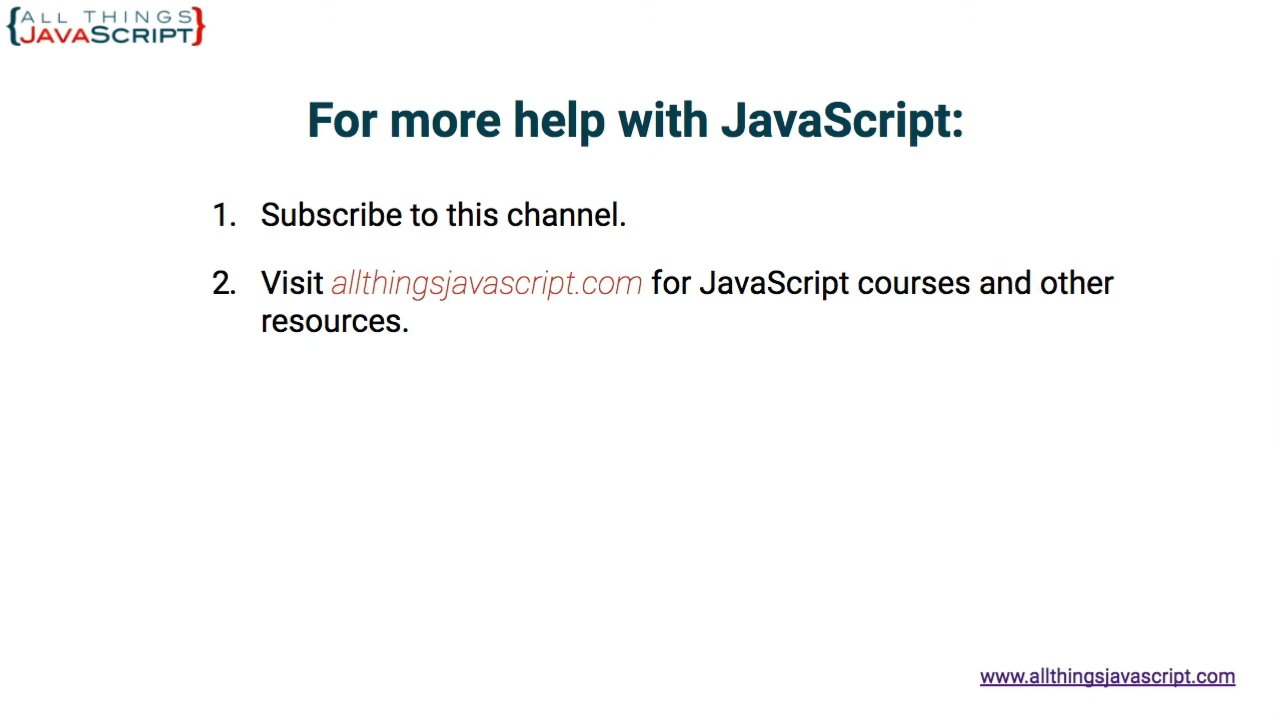 {ALL THINGS
JAVASCRIPT}
For more help with JavaScript:
1. Subscribe to this channel.
2. Visit allthingsjavascript.com for JavaScript courses and other
resources.
www.allthingsjavascript.com